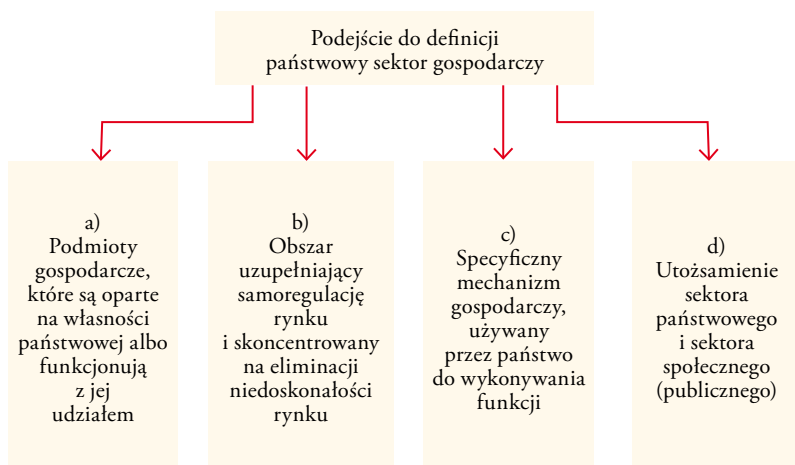 Podejście do definicji
państwowy sektor gospodarczy
a)
Podmioty
gospodarcze,
które są oparte
na własności
państwowej albo
funkcjonują
z jej
udziałem
b)
Obszar
uzupełniający
samoregulację
rynku
i skoncentrowany
na eliminacji
niedoskonałości
rynku
c)
Specyficzny
mechanizm
gospodarczy,
używany
przez państwo
do wykonywania
funkcji
d)
Utożsamienie
sektora
państwowego
i sektora
społecznego
(publicznego)